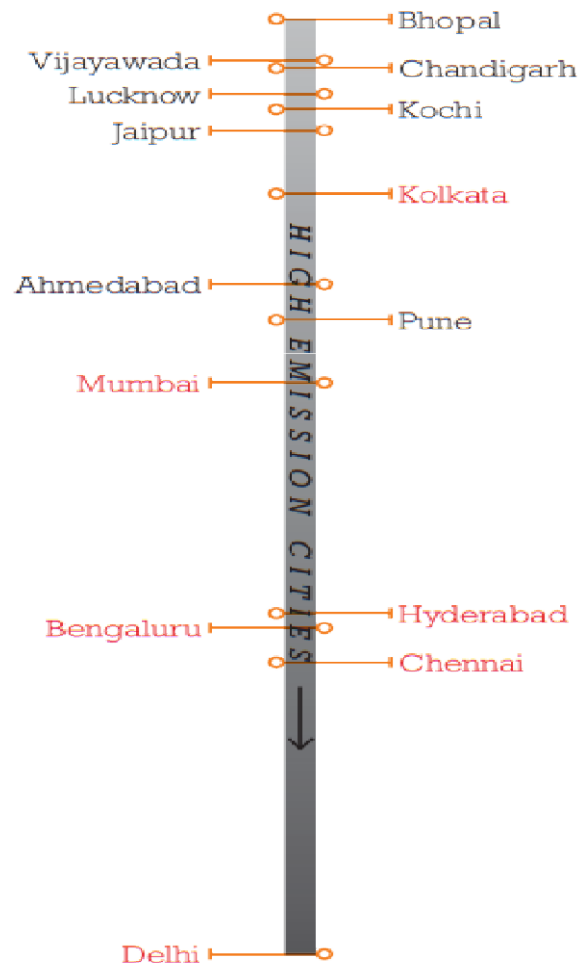 Bhopal
Vijayawada
Chandigarh
Lucknow
Kochi
Jaipur
Kolkata
HIGH EMISSION CITIES
Ahmedabad
Pune
Mumbai
Hyderabad
Bengaluru
Chennai
Delhi